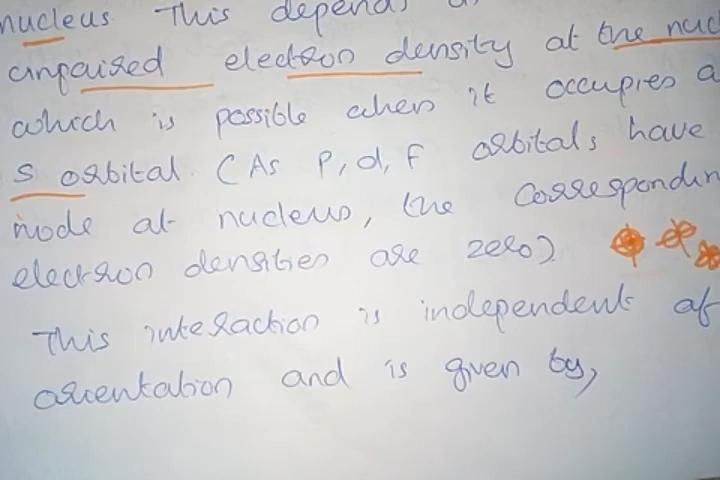 nucleus This depends
unpaired electron density at the nuc
which is possible when it occupies a
s orbital (As p, d, f orbitals have
node at nucleus, the correspondin
electron densities are zero)
This interaction is independent of
orientation and is given by,